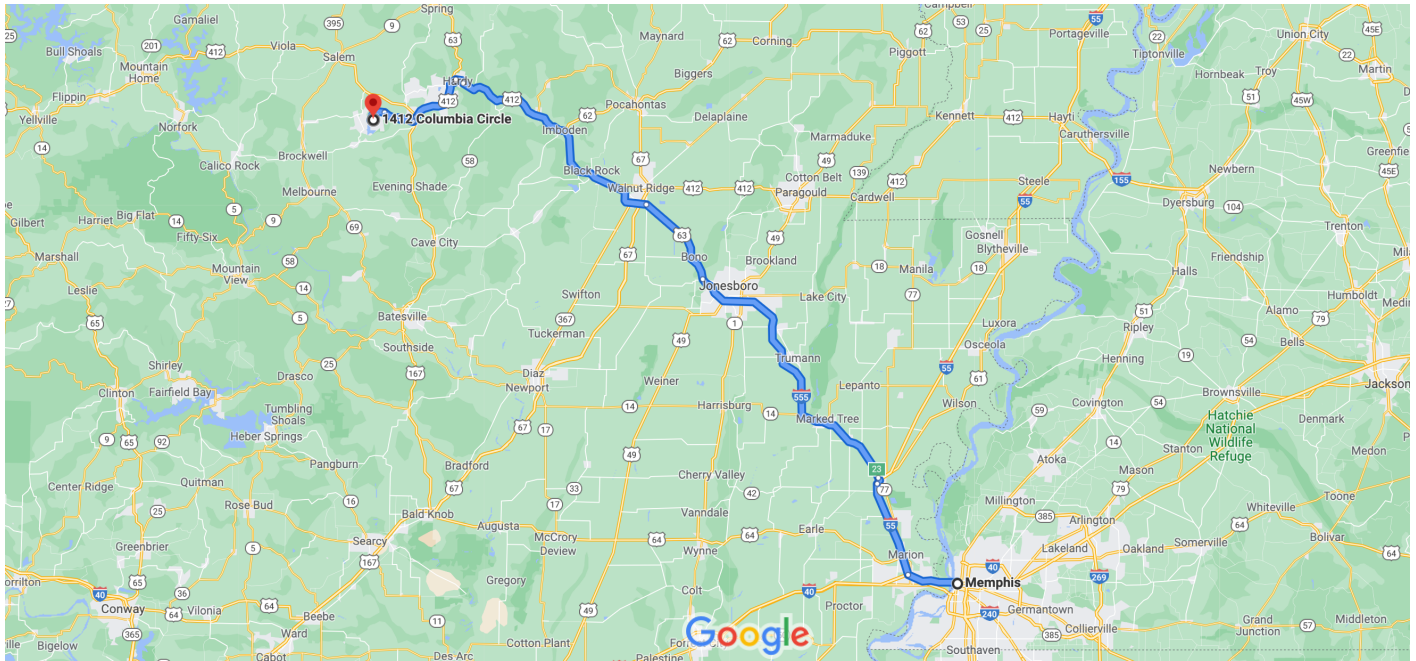 Gamaliel
Spring
Campbell
Portageville
Union City
Bull Shoals
Viola
Salem
Maynard
Corning
Piggott
Tiptonville
Hornbeak
Troy
Martin
Mountain
Home
Flippin
Yellville
Norfork
Hardy
Biggers
Pocahontas
Delaplaine
Kennett
Hayti
Caruthersville
1412 Columbia Circle
Imboden
Marmaduke
Calico Rock
Brockwell
Melbourne
Evening Shade
Black Rock
Walnut Ridge
Cotton Belt
Paragould
Cardwell
Steele
Newbern
Dyersburg
Trenton
Gilbert
Harriet
Big Flat
Fifty-Six
Cave City
Bono
Brookland
Gosnell
Blytheville
Marshall
Mountain
View
Leslie
Jonesboro
Lake City
Manila
Halls
Friendship
Humboldt
Swifton
Batesville
Southside
Tuckerman
Luxora
Osceola
Ripley
Alamo
Bells
Shirley
Drasco
Diaz
Newport
Weiner
Trumann
Lepanto
Wilson
Henning
Covington
Brownsville
Jackson
Clinton
Fairfield Bay
Tumbling
Shoals
Heber Springs
Harrisburg
Marked Tree
Hatchie
National
Wildlife
Refuge
Denmark
Medon
Pangburn
Bradford
Cherry Valley
Atoka
Mason
Stanton
Center Ridge
Quitman
Rose Bud
Bald Knob
Augusta
McCrory
Deview
Vanndale
Wynne
Earle
Millington
Arlington
Whiteville
Toone
Bolivar
Greenbrier
Searcy
Gregory
Marion
Lakeland
Oakland
Somerville
Memphis
Conway
Vilonia
Beebe
Colt
Proctor
Germantown
Collierville
Grand
Junction
Middleton
Bigelow
Ward
Cabot
Des Arc
Cotton Plant
Palestine
Google
Southaven